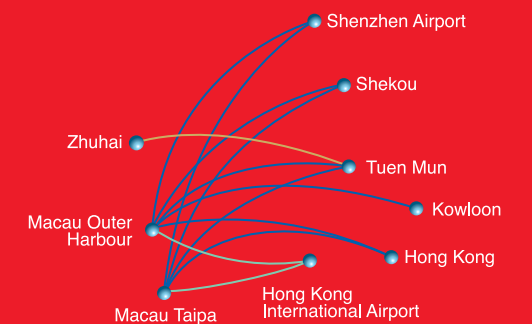 Shenzhen Airport
Shekou
Zhuhai
Tuen Mun
Kowloon
Macau Outer
Harbour
Hong Kong
Hong Kong
International Airport
Macau Taipa